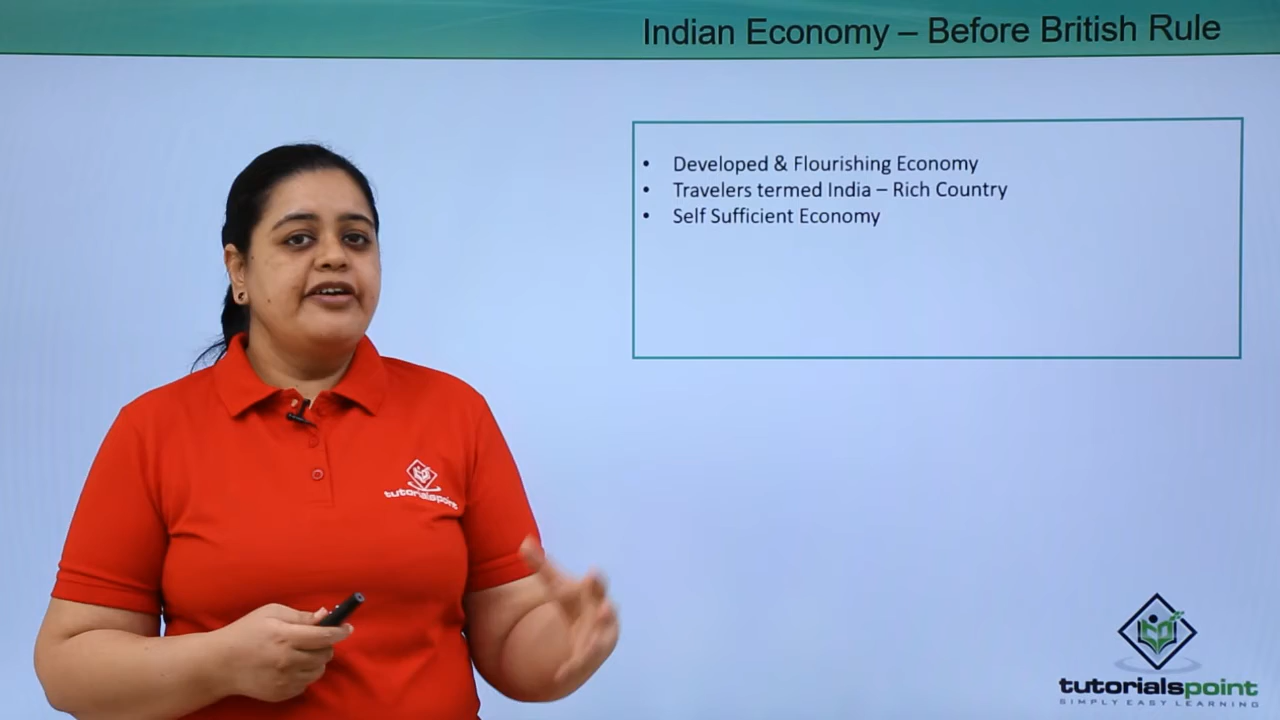 Indian Economy – Before British Rule
• Developed & Flourishing Economy
• Travelers termed India – Rich Country
• Self Sufficient Economy
tutorialspoint
tutorialspoint
SIMPLY EASY LEARNING